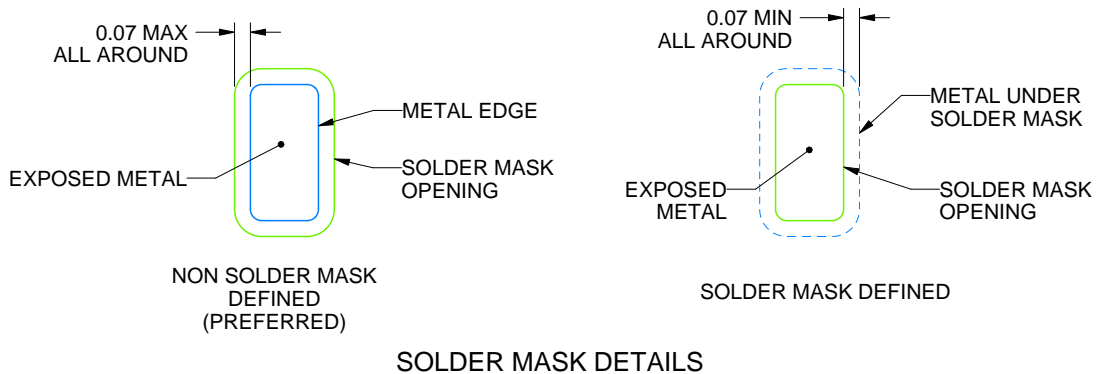 0.07 MAX
ALL AROUND
METAL EDGE
EXPOSED METAL
SOLDER MASK
OPENING
NON SOLDER MASK
DEFINED
(PREFERRED)
0.07 MIN
ALL AROUND
METAL UNDER
SOLDER MASK
EXPOSED
METAL
SOLDER MASK
OPENING
SOLDER MASK DEFINED
SOLDER MASK DETAILS